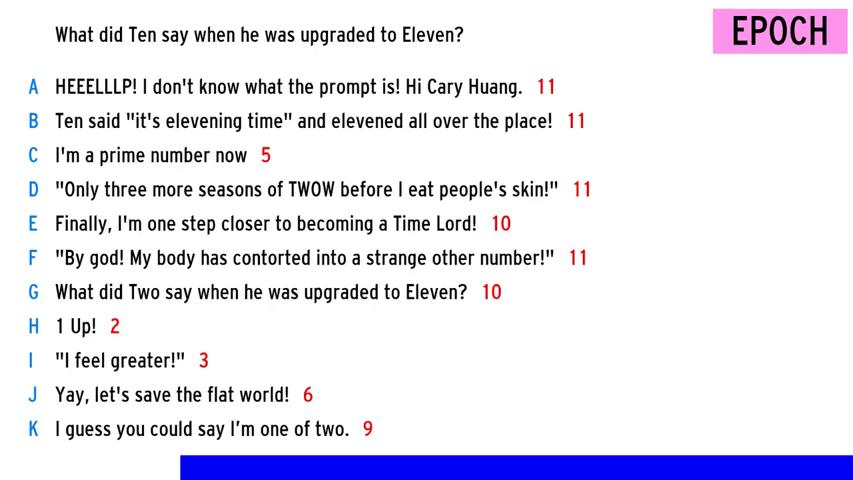 What did Ten say when he was upgraded to Eleven?
EPOCH
A HEEELLLP! I don't know what the prompt is! Hi Cary Huang. 11
B Ten said "it's elevening time" and elevened all over the place! 11
C I'm a prime number now 5
D "Only three more seasons of TWOW before I eat people's skin!" 11
E Finally, I'm one step closer to becoming a Time Lord! 10
F "By god! My body has contorted into a strange other number!" 11
G What did Two say when he was upgraded to Eleven? 10
H 1 Up! 2
I "I feel greater!" 3
J Yay, let's save the flat world! 6
K I guess you could say I’m one of two. 9